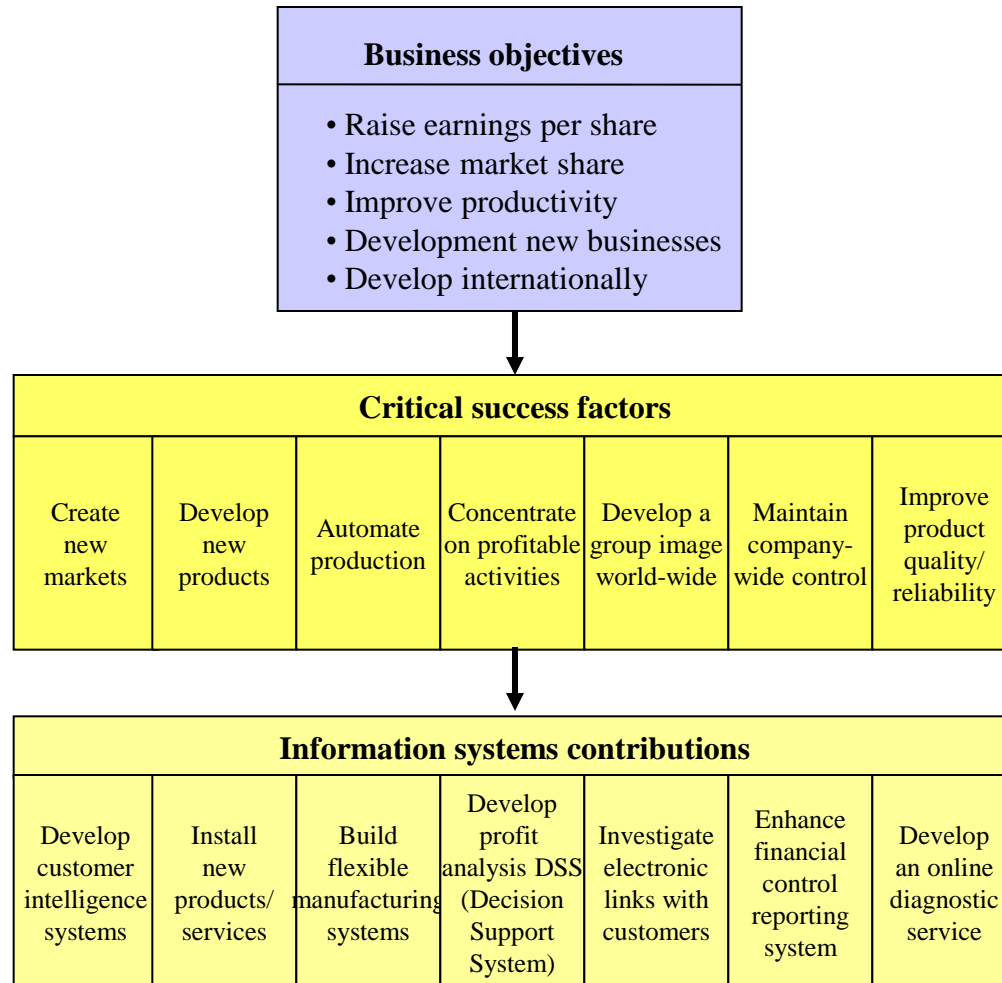 Business objectives
• Raise earnings per share
• Increase market share
• Improve productivity
• Development new businesses
• Develop internationally
Critical success factors
Create
new
markets
Develop
new
products
Automate
production
Concentrate
on profitable
activities
Develop a
group image
world-wide
Maintain
company-
wide control
Improve
product
quality/
reliability
Information systems contributions
Develop
customer
intelligence
systems
Install
new
products/
services
Build
flexible
manufacturing
systems
Develop
profit
analysis DSS
(Decision
Support
System)
Investigate
electronic
links with
customers
Enhance
financial
control
reporting
system
Develop
an online
diagnostic
service